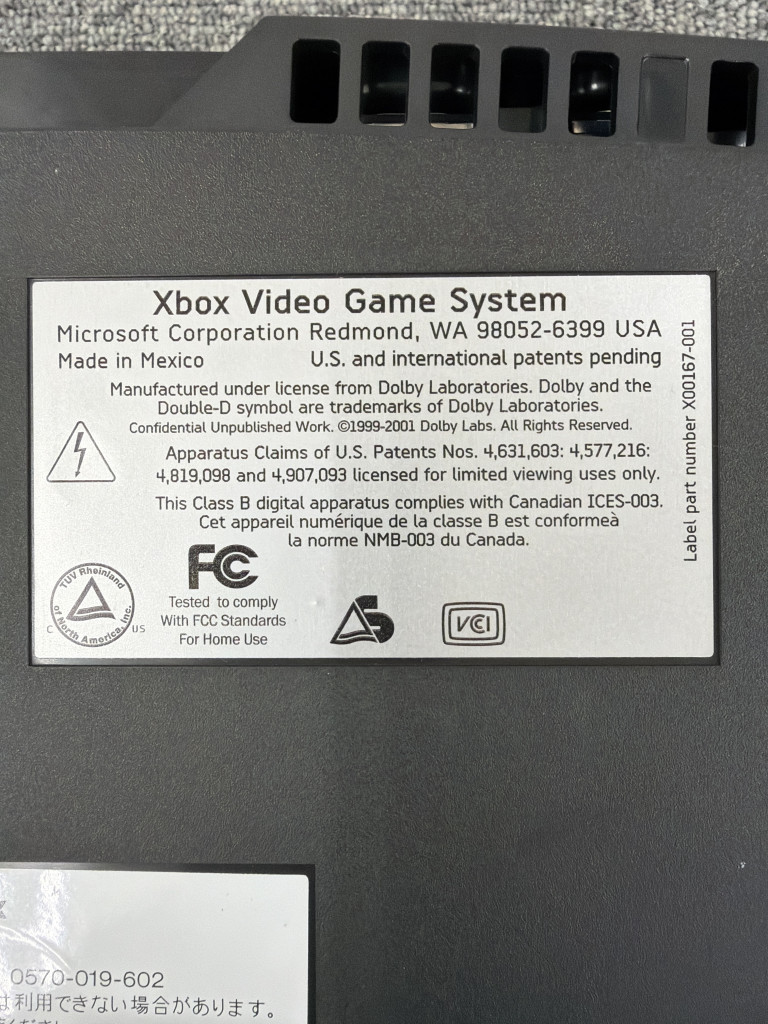 Xbox Video Game System
Microsoft Corporation Redmond, WA 98052-6399 USA
Made in Mexico U.S. and international patents pending
Manufactured under license from Dolby Laboratories. Dolby and the
Double-D symbol are trademarks of Dolby Laboratories.
Confidential Unpublished Work. ©1999-2001 Dolby Labs. All Rights Reserved.
Apparatus Claims of U.S. Patents Nos. 4,631,603: 4,577,216:
4,819,098 and 4,907,093 licensed for limited viewing uses only.
This Class B digital apparatus complies with Canadian ICES-003.
Cet appareil numérique de la classe B est conformeà
la norme NMB-003 du Canada.
Label part number X00167-001
TÜV Rheinland
of North America, Inc.
C US
FC
Tested to comply
With FCC Standards
For Home Use
S
VCI
0570-019-602
は利用できない場合があります。